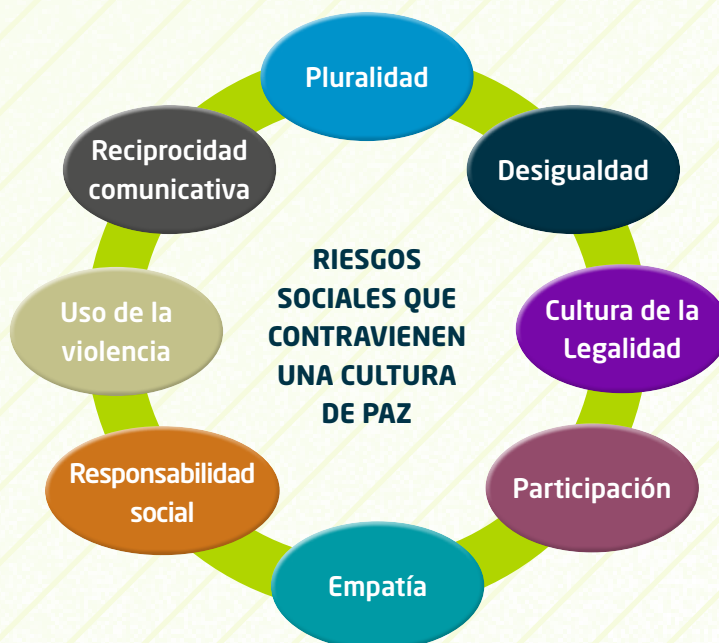 Pluralidad
Desigualdad
Cultura de la
Legalidad
Participación
Empatía
Responsabilidad
social
Uso de la
violencia
Reciprocidad
comunicativa
RIESGOS
SOCIALES QUE
CONTRAVIENEN
UNA CULTURA
DE PAZ